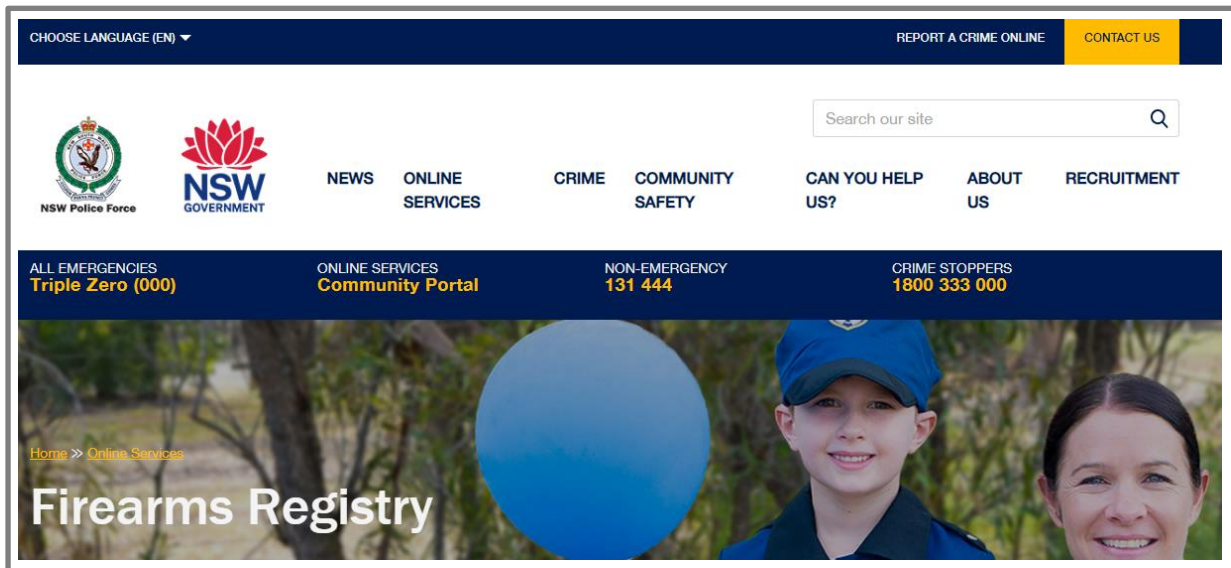 CHOOSE LANGUAGE (EN)
REPORT A CRIME ONLINE
CONTACT US
Search our site
NSW Police Force
NSW
GOVERNMENT
NEWS
ONLINE
SERVICES
CRIME
COMMUNITY
SAFETY
CAN YOU HELP
US?
ABOUT
US
RECRUITMENT
ALL EMERGENCIES
Triple Zero (000)
ONLINE SERVICES
Community Portal
NON-EMERGENCY
131 444
CRIME STOPPERS
1800 333 000
Home » Online Services
Firearms Registry